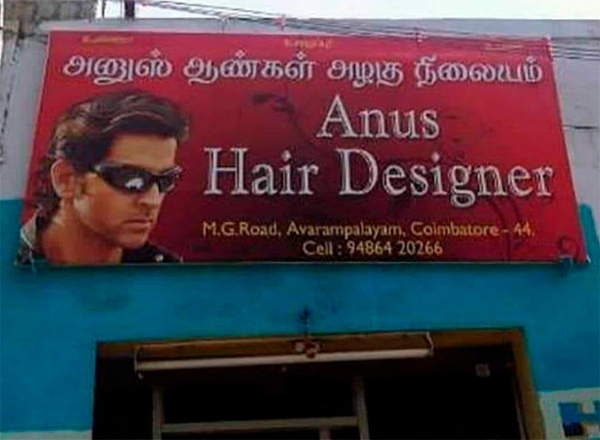 அனுஸ் ஆண்கள் அழகு நிலையம்
Anus
Hair Designer
M.G.Road, Avarampalayam, Coimbatore - 44.
Cell : 94864 20266